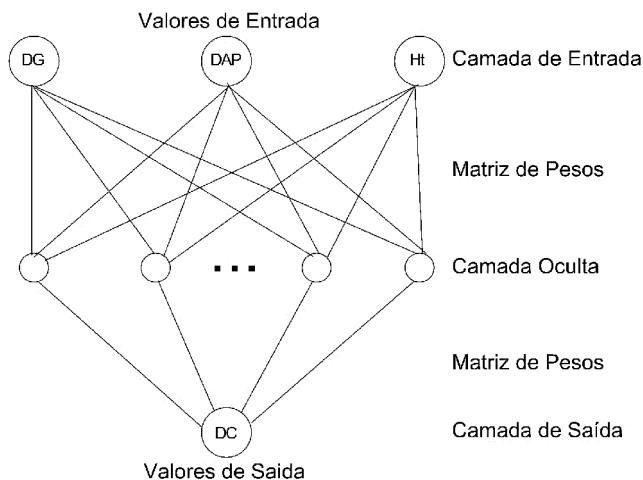 Valores de Entrada
DG DAP Ht Camada de Entrada
Matriz de Pesos
... Camada Oculta
Matriz de Pesos
DC Camada de Saída
Valores de Saida